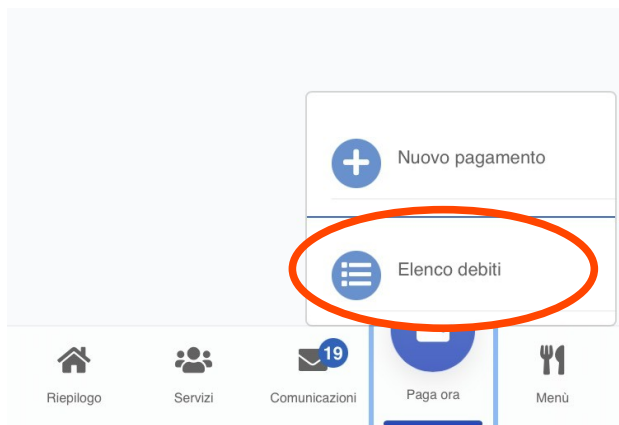 Nuovo pagamento
Elenco debiti
19
Riepilogo
Servizi
Comunicazioni
Paga ora
Menù